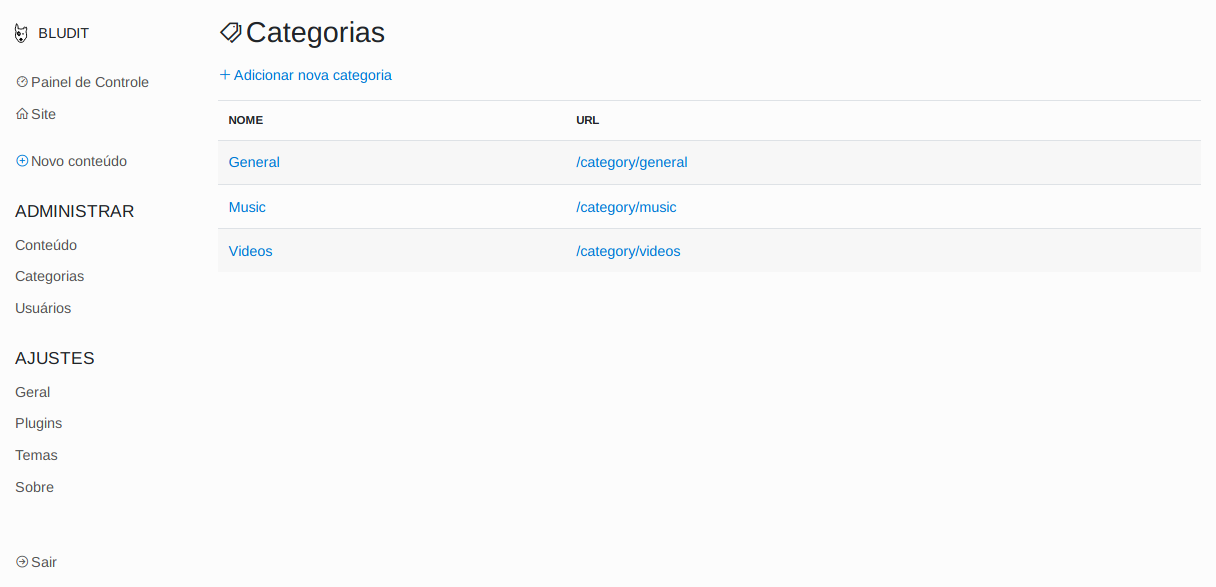 BLUDIT
Painel de Controle
Site
Novo conteúdo
ADMINISTRAR
Conteúdo
Categorias
Usuários
AJUSTES
Geral
Plugins
Temas
Sobre
Sair
Categorias
+ Adicionar nova categoria
NOME URL
General /category/general
Music /category/music
Videos /category/videos